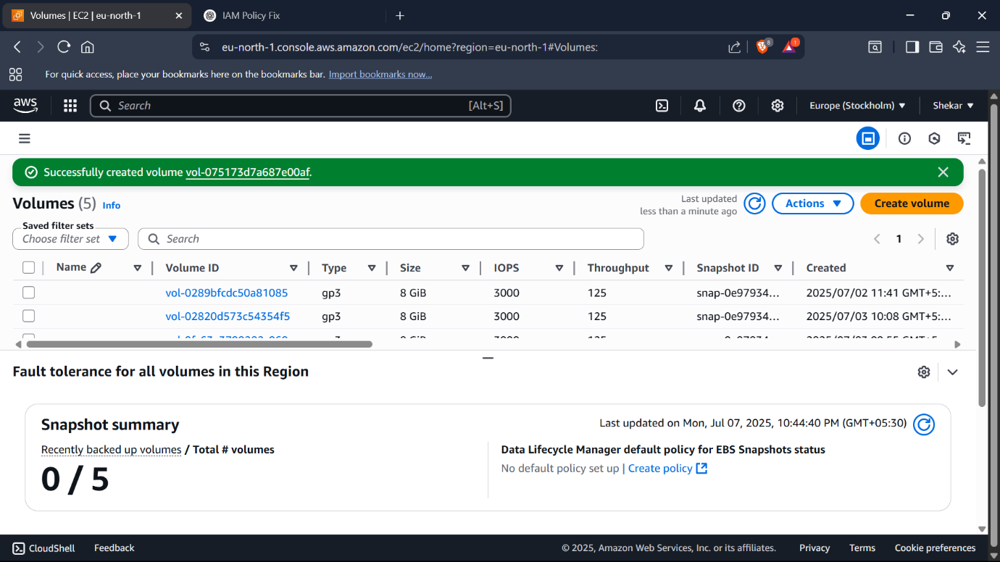 Volumes | EC2 | eu-north-1
IAM Policy Fix
eu-north-1.console.aws.amazon.com/ec2/home?region=eu-north-1#Volumes:
8
1
For quick access, place your bookmarks here on the bookmarks bar. Import bookmarks now...
aws
Search
[Alt+S]
Europe (Stockholm)
Shekar
Successfully created volume vol-075173d7a687e00af.
Volumes (5) Info
Last updated
less than a minute ago
Actions
Create volume
Saved filter sets
Choose filter set
Search
1
Name Volume ID Type Size IOPS Throughput Snapshot ID Created
vol-0289bfcdc50a81085 gp3 8 GiB 3000 125 snap-0e97934... 2025/07/02 11:41 GMT+5:...
vol-02820d573c54354f5 gp3 8 GiB 3000 125 snap-0e97934... 2025/07/03 10:08 GMT+5:...
Fault tolerance for all volumes in this Region
Snapshot summary
Last updated on Mon, Jul 07, 2025, 10:44:40 PM (GMT+05:30)
Recently backed up volumes / Total # volumes
0 / 5
Data Lifecycle Manager default policy for EBS Snapshots status
No default policy set up | Create policy
CloudShell
Feedback
© 2025, Amazon Web Services, Inc. or its affiliates.
Privacy
Terms
Cookie preferences